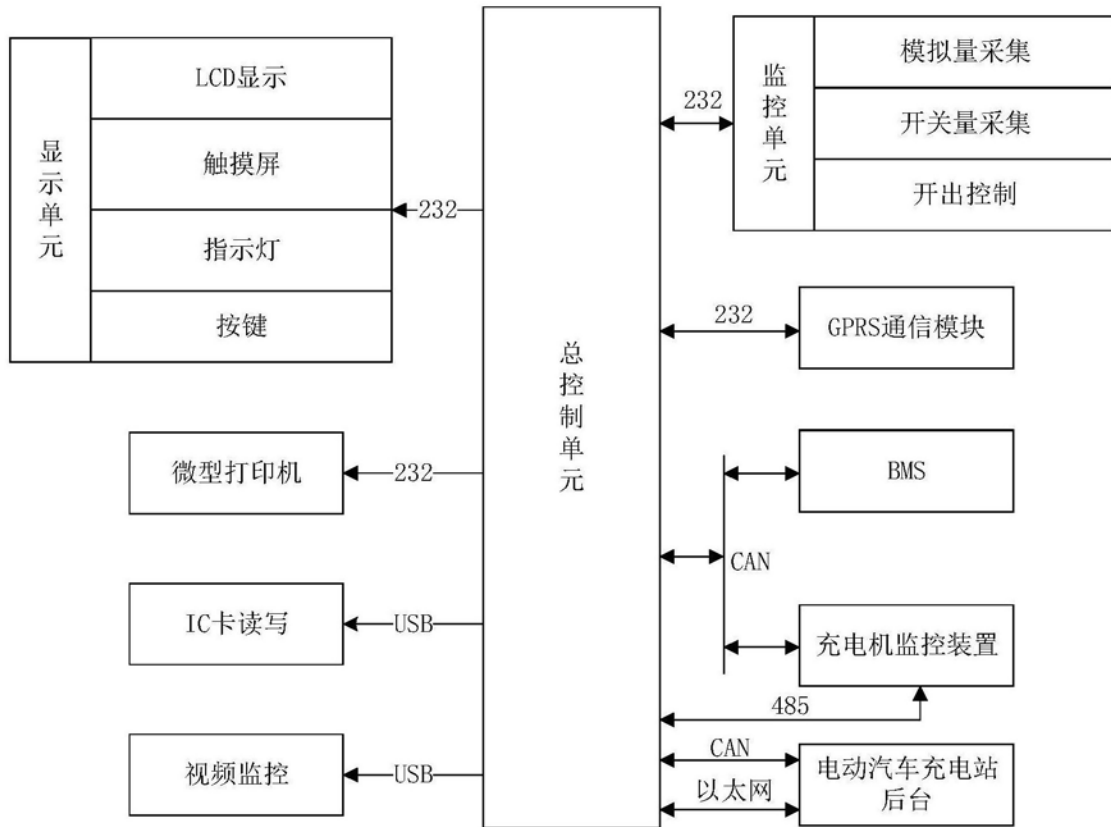 显示单元
LCD显示
触摸屏
指示灯
按键
232
微型打印机
232
IC卡读写
USB
视频监控
USB
总控制单元
232
监控单元
模拟量采集
开关量采集
开出控制
232
GPRS通信模块
BMS
CAN
充电机监控装置
485
CAN
以太网
电动汽车充电站
后台